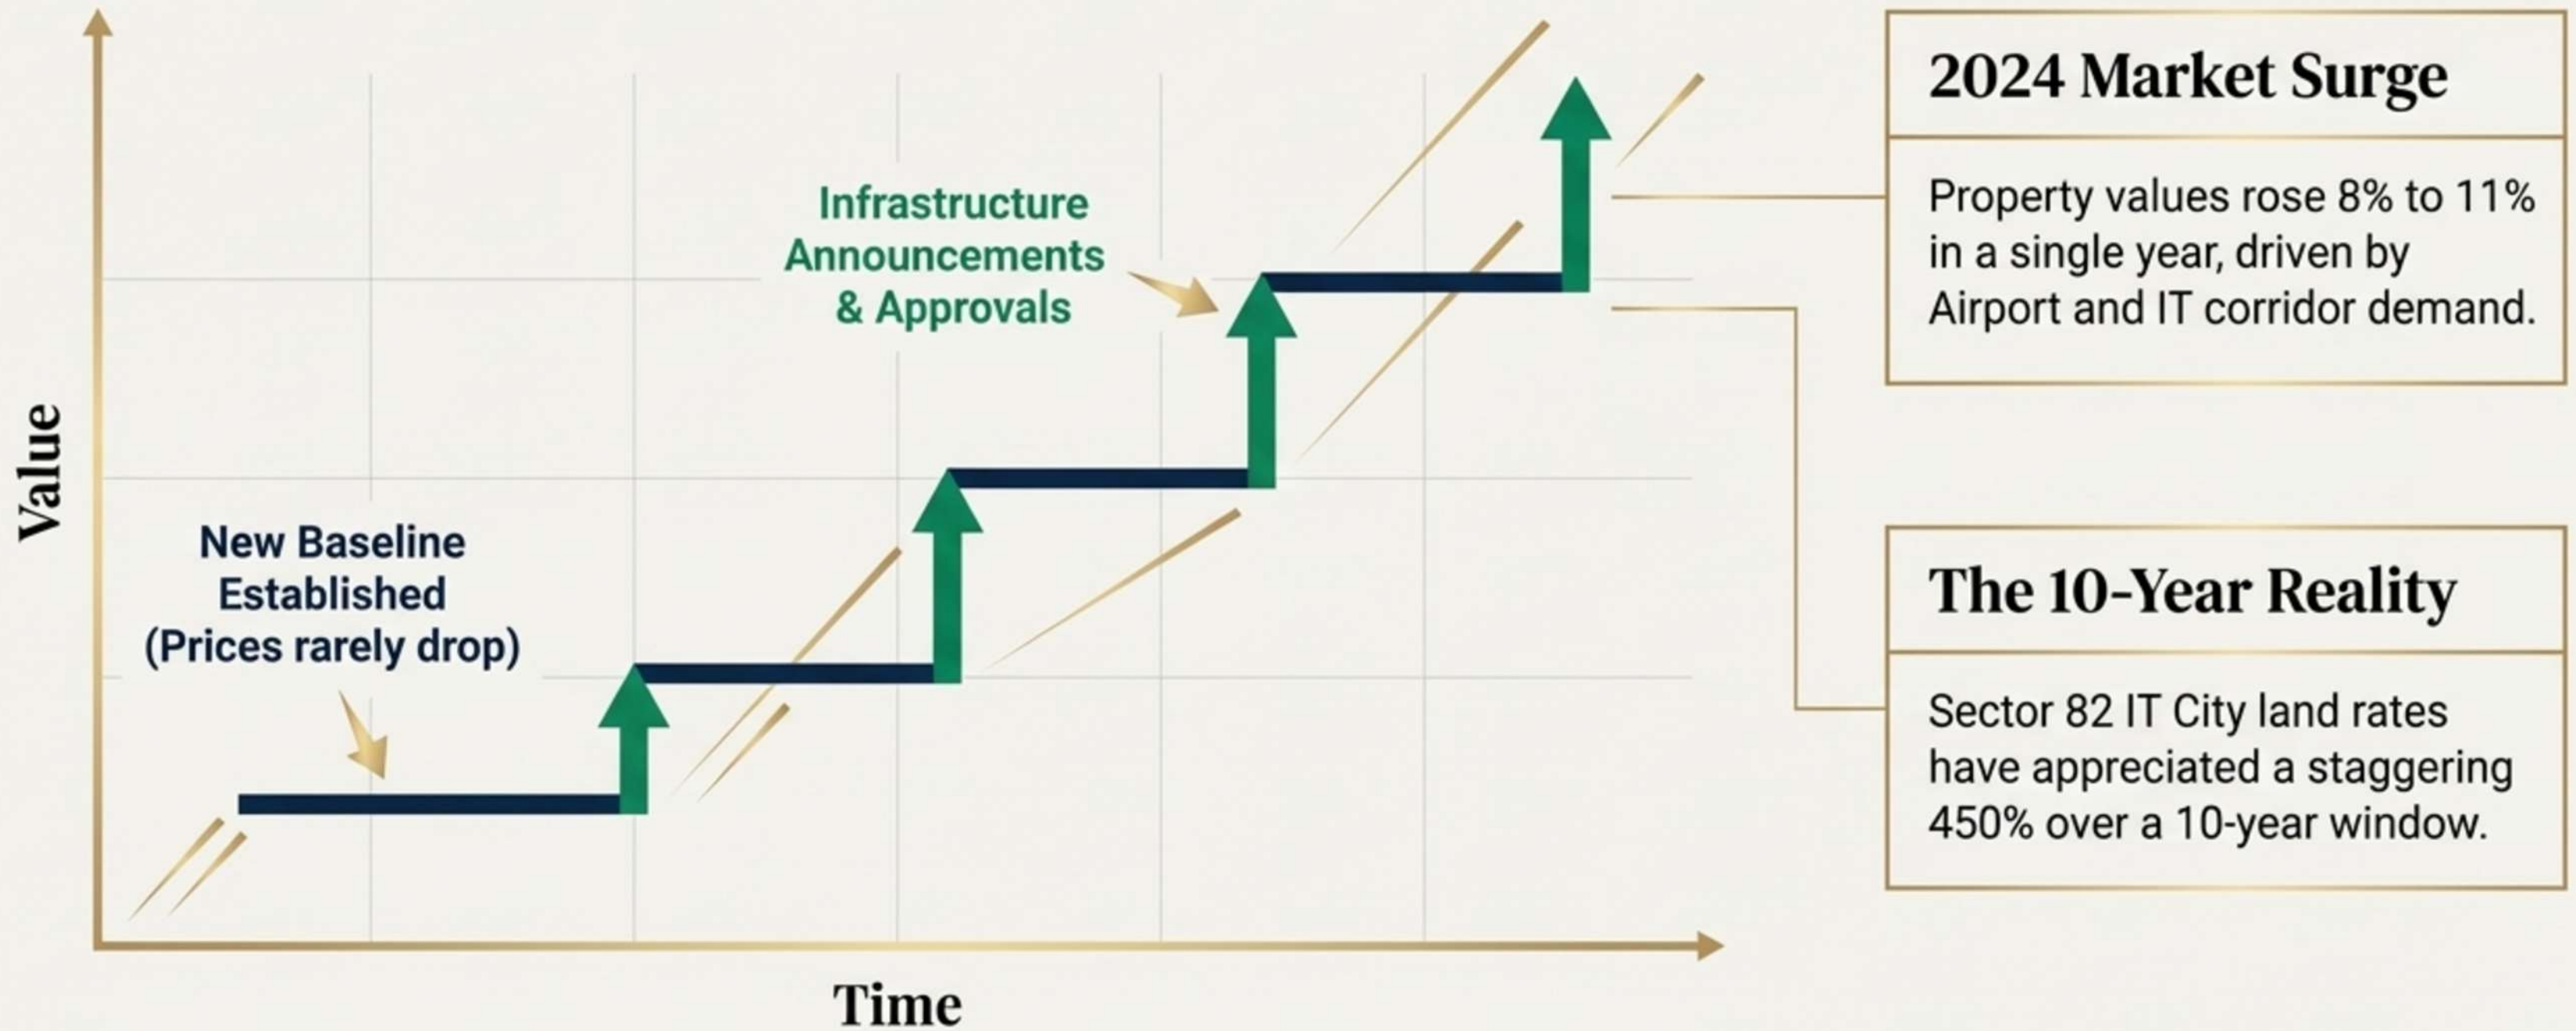 2024 Market Surge
Property values rose 8% to 11%
in a single year, driven by
Airport and IT corridor demand.
Infrastructure
Announcements
& Approvals
Value
New Baseline
Established
(Prices rarely drop)
The 10-Year Reality
Sector 82 IT City land rates
have appreciated a staggering
450% over a 10-year window.
Time